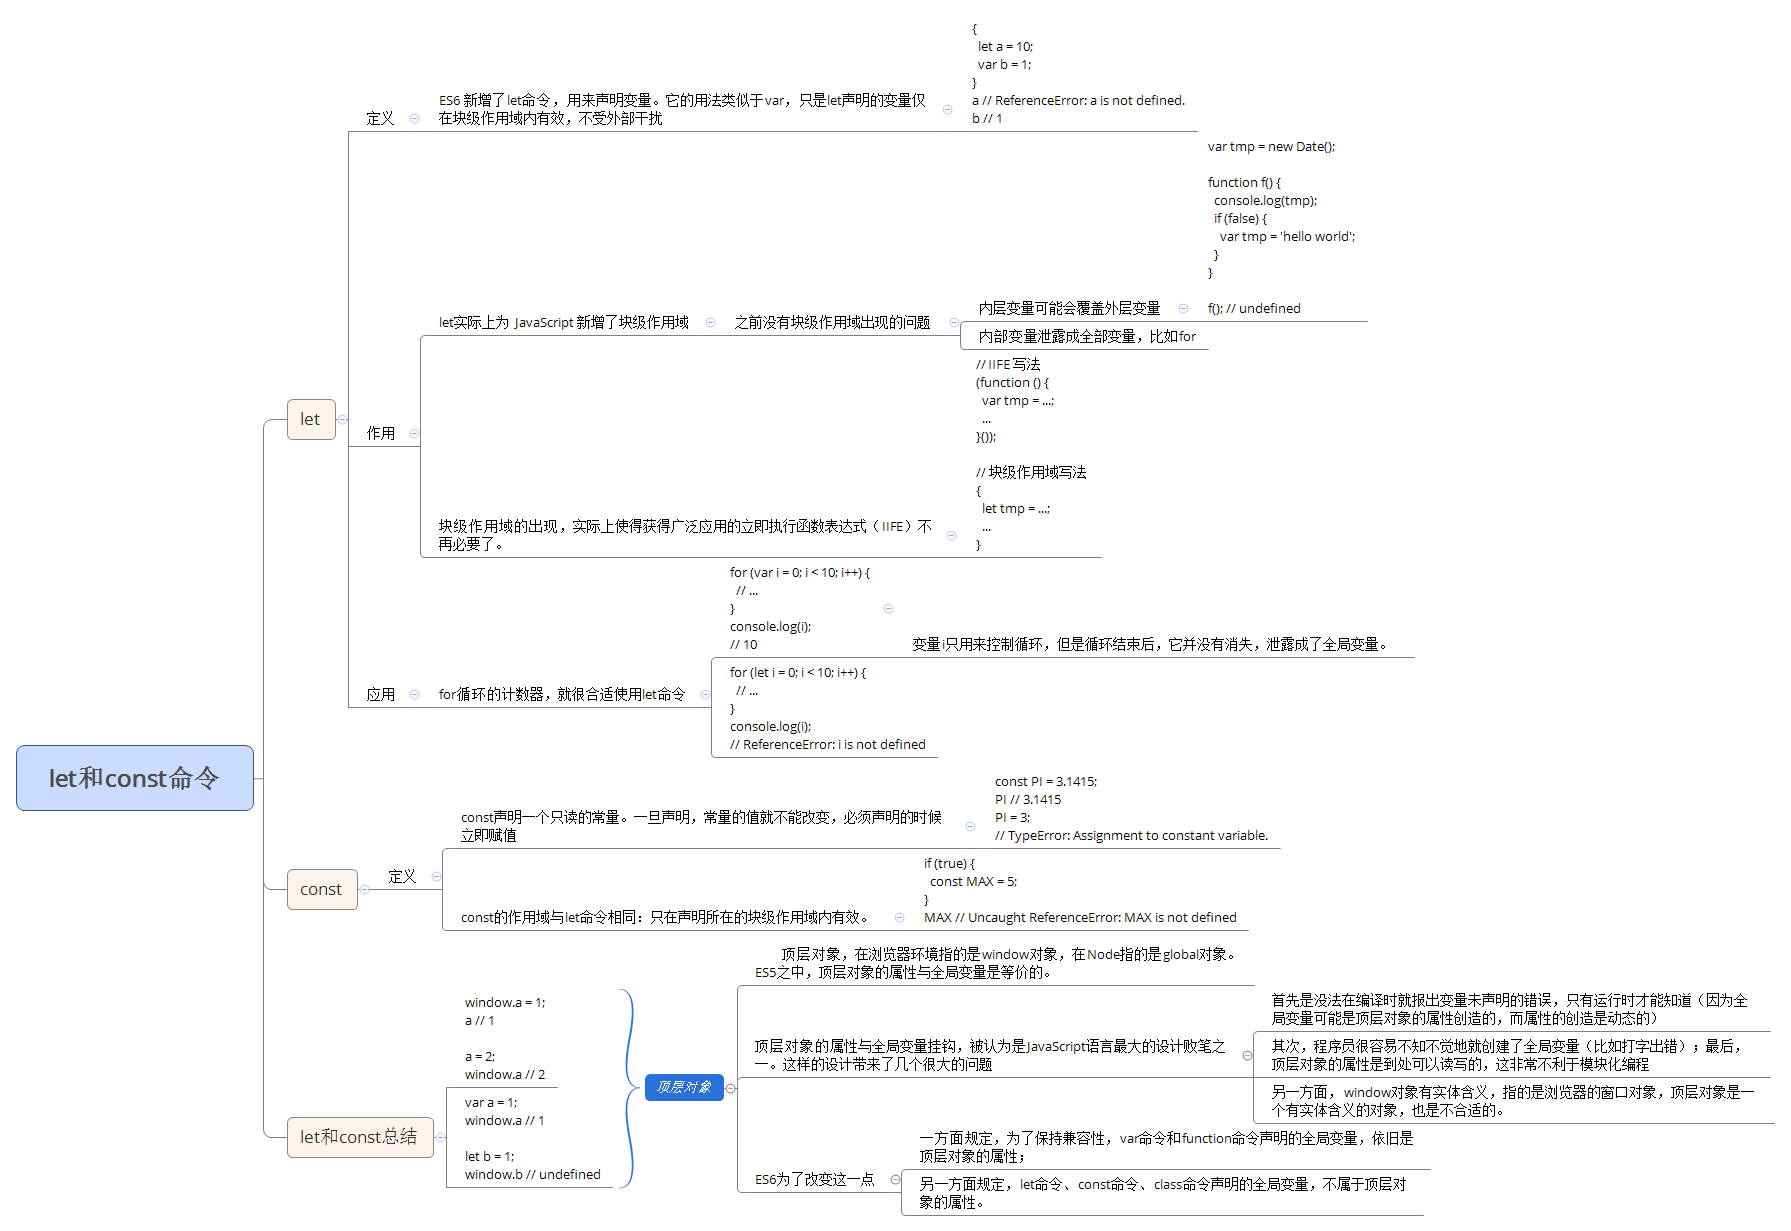 let和const命令
let
定义
ES6 新增了let命令，用来声明变量。它的用法类似于var，只是let声明的变量仅
在块级作用域内有效，不受外部干扰
{
let a = 10;
var b = 1;
}
a // ReferenceError: a is not defined.
b // 1
作用
let实际上为 JavaScript 新增了块级作用域
之前没有块级作用域出现的问题
内层变量可能会覆盖外层变量
var tmp = new Date();
function f() {
console.log(tmp);
if (false) {
var tmp = 'hello world';
}
}
f(); // undefined
内部变量泄露成全部变量，比如for
块级作用域的出现，实际上使得获得广泛应用的立即执行函数表达式（IIFE）不
再必要了。
// IIFE 写法
(function () {
var tmp = ...;
...
}());
// 块级作用域写法
{
let tmp = ...;
...
}
应用
for循环的计数器，就很合适使用let命令
for (var i = 0; i < 10; i++) {
// ...
}
console.log(i);
// 10
变量i只用来控制循环，但是循环结束后，它并没有消失，泄露成了全局变量。
for (let i = 0; i < 10; i++) {
// ...
}
console.log(i);
// ReferenceError: i is not defined
const
定义
const声明一个只读的常量。一旦声明，常量的值就不能改变，必须声明的时候
立即赋值
const PI = 3.1415;
PI // 3.1415
PI = 3;
// TypeError: Assignment to constant variable.
const的作用域与let命令相同：只在声明所在的块级作用域内有效。
if (true) {
const MAX = 5;
}
MAX // Uncaught ReferenceError: MAX is not defined
let和const总结
window.a = 1;
a // 1
a = 2;
window.a // 2
var a = 1;
window.a // 1
let b = 1;
window.b // undefined
顶层对象
顶层对象，在浏览器环境指的是window对象，在Node指的是global对象。
ES5之中，顶层对象的属性与全局变量是等价的。
顶层对象的属性与全局变量挂钩，被认为是JavaScript语言最大的设计败笔之
一。这样的设计带来了几个很大的问题
首先是没法在编译时就报出变量未声明的错误，只有运行时才能知道（因为全
局变量可能是顶层对象的属性创造的，而属性的创造是动态的）
其次，程序员很容易不知不觉地就创建了全局变量（比如打字出错）；最后，
顶层对象的属性是到处可以读写的，这非常不利于模块化编程
另一方面，window对象有实体含义，指的是浏览器的窗口对象，顶层对象是一
个有实体含义的对象，也是不合适的。
ES6为了改变这一点
一方面规定，为了保持兼容性，var命令和function命令声明的全局变量，依旧是
顶层对象的属性；
另一方面规定，let命令、const命令、class命令声明的全局变量，不属于顶层对
象的属性。